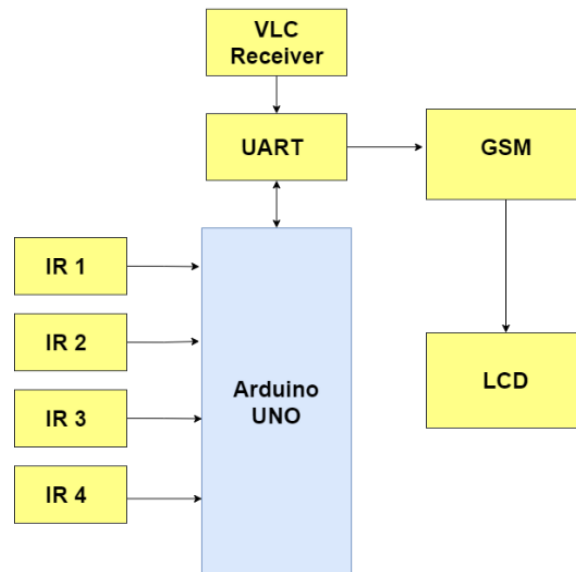 VLC
Receiver
UART
GSM
IR 1
IR 2
IR 3
IR 4
Arduino
UNO
LCD